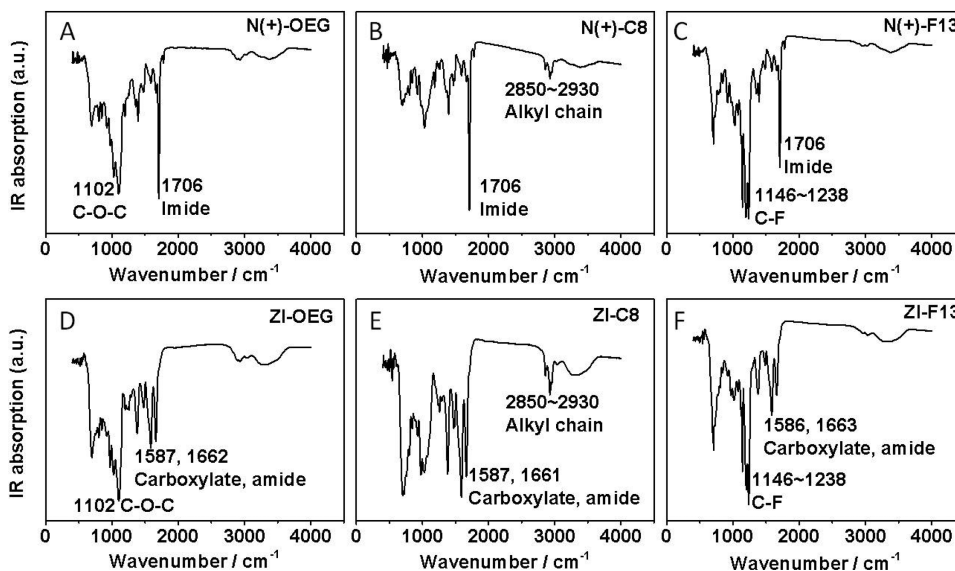 A
N(+)-OEG
1102
C-O-C
1706
Imide
IR absorption (a.u.)
0 1000 2000 3000 4000
Wavenumber / cm⁻¹
B
N(+)-C8
2850~2930
Alkyl chain
1706
Imide
0 1000 2000 3000 4000
Wavenumber / cm⁻¹
C
N(+)-F13
1706
Imide
1146~1238
C-F
0 1000 2000 3000 4000
Wavenumber / cm⁻¹
D
ZI-OEG
1587, 1662
Carboxylate, amide
1102 C-O-C
IR absorption (a.u.)
0 1000 2000 3000 4000
Wavenumber / cm⁻¹
E
ZI-C8
2850~2930
Alkyl chain
1587, 1661
Carboxylate, amide
0 1000 2000 3000 4000
Wavenumber / cm⁻¹
F
ZI-F13
1586, 1663
Carboxylate, amide
1146~1238
C-F
0 1000 2000 3000 4000
Wavenumber / cm⁻¹